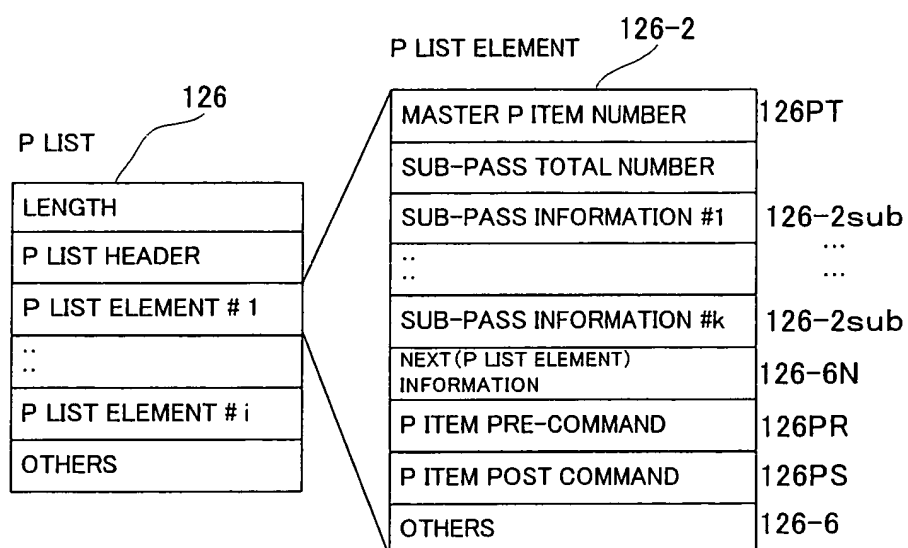 126-2
P LIST ELEMENT
126
P LIST
LENGTH
P LIST HEADER
P LIST ELEMENT # 1
::
P LIST ELEMENT # i
OTHERS
MASTER P ITEM NUMBER 126PT
SUB-PASS TOTAL NUMBER
SUB-PASS INFORMATION #1 126-2sub
:: ...
...
SUB-PASS INFORMATION #k 126-2sub
NEXT(P LIST ELEMENT)
INFORMATION 126-6N
P ITEM PRE-COMMAND 126PR
P ITEM POST COMMAND 126PS
OTHERS 126-6